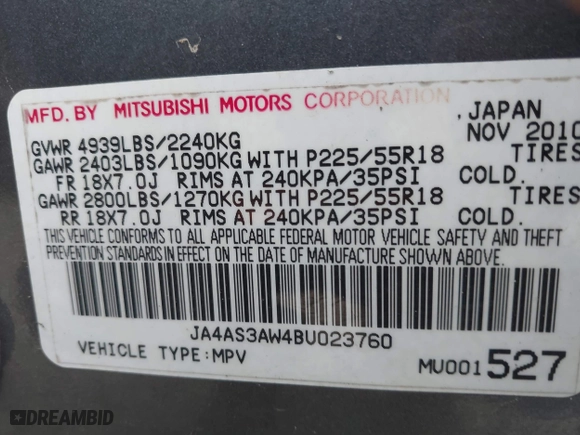 MFD. BY MITSUBISHI MOTORS CORPORATION, JAPAN
GVWR 4939LBS/2240KG NOV 2010
GAWR 2403LBS/1090KG WITH P225/55R18 TIRES
FR 18X7.0J RIMS AT 240KPA/35PSI COLD.
GAWR 2800LBS/1270KG WITH P225/55R18 TIRES
RR 18X7.0J RIMS AT 240KPA/35PSI COLD.
THIS VEHICLE CONFORMS TO ALL APPLICABLE FEDERAL MOTOR VEHICLE SAFETY AND THEFT
PREVENTION STANDARDS IN EFFECT ON THE DATE OF MANUFACTURE SHOWN ABOVE.
JA4AS3AW4BU023760
VEHICLE TYPE:MPV MU001527
DREAMBID